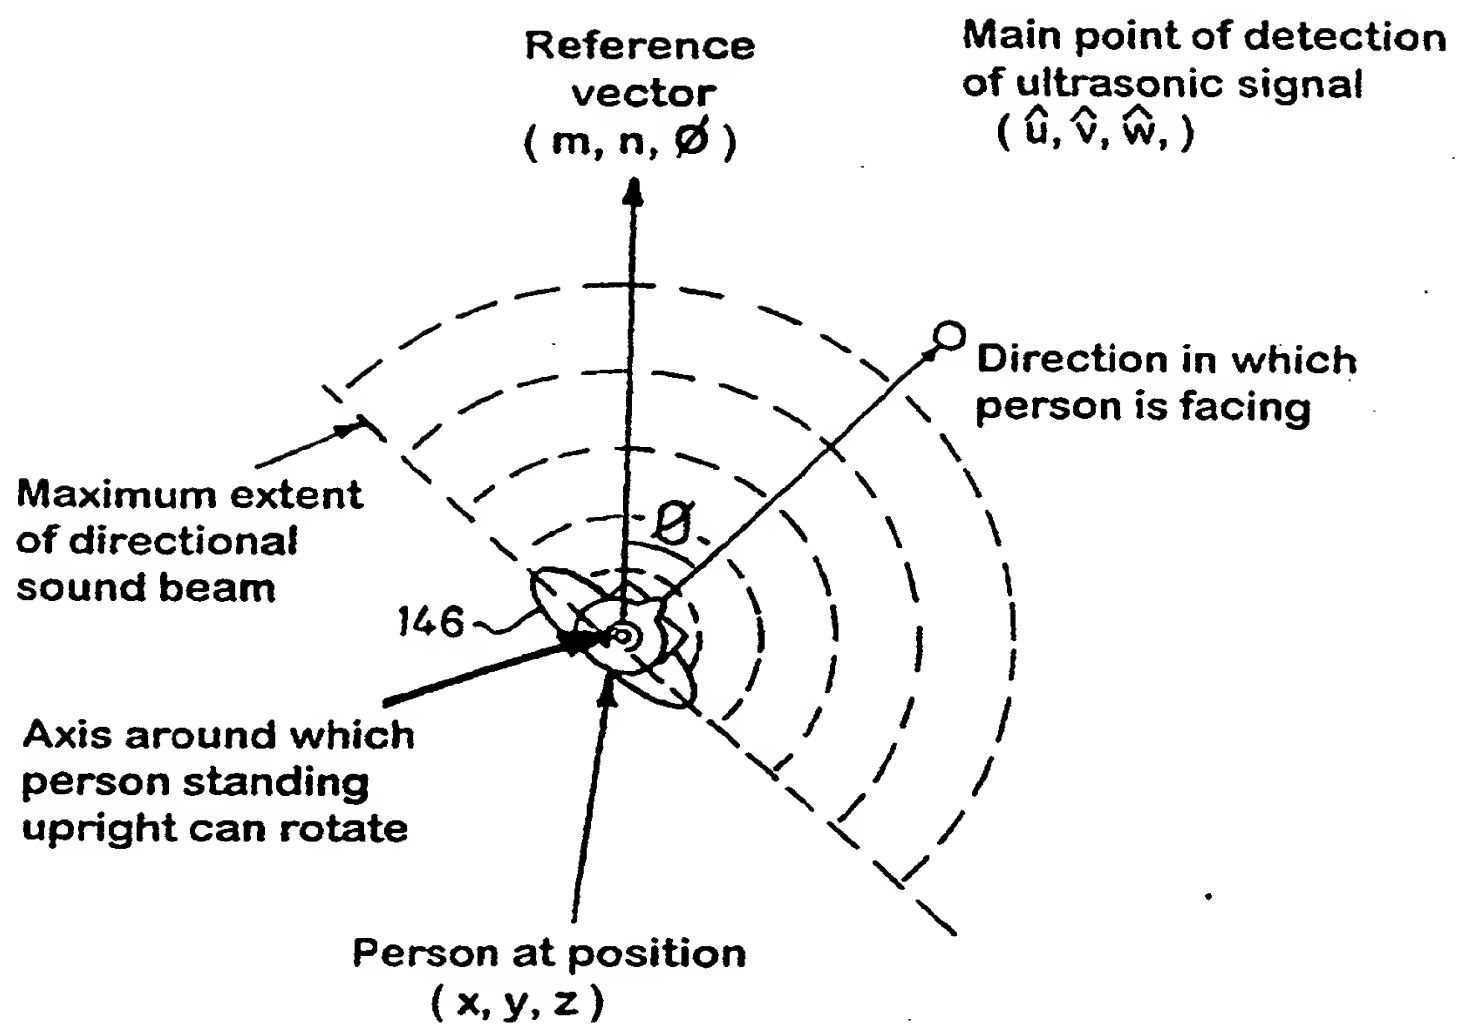 Reference
vector
( m, n, Ø )
Main point of detection
of ultrasonic signal
( û, v̂, ŵ, )
Direction in which
person is facing
Maximum extent
of directional
sound beam
Ø
146
Axis around which
person standing
upright can rotate
Person at position
( x, y, z )